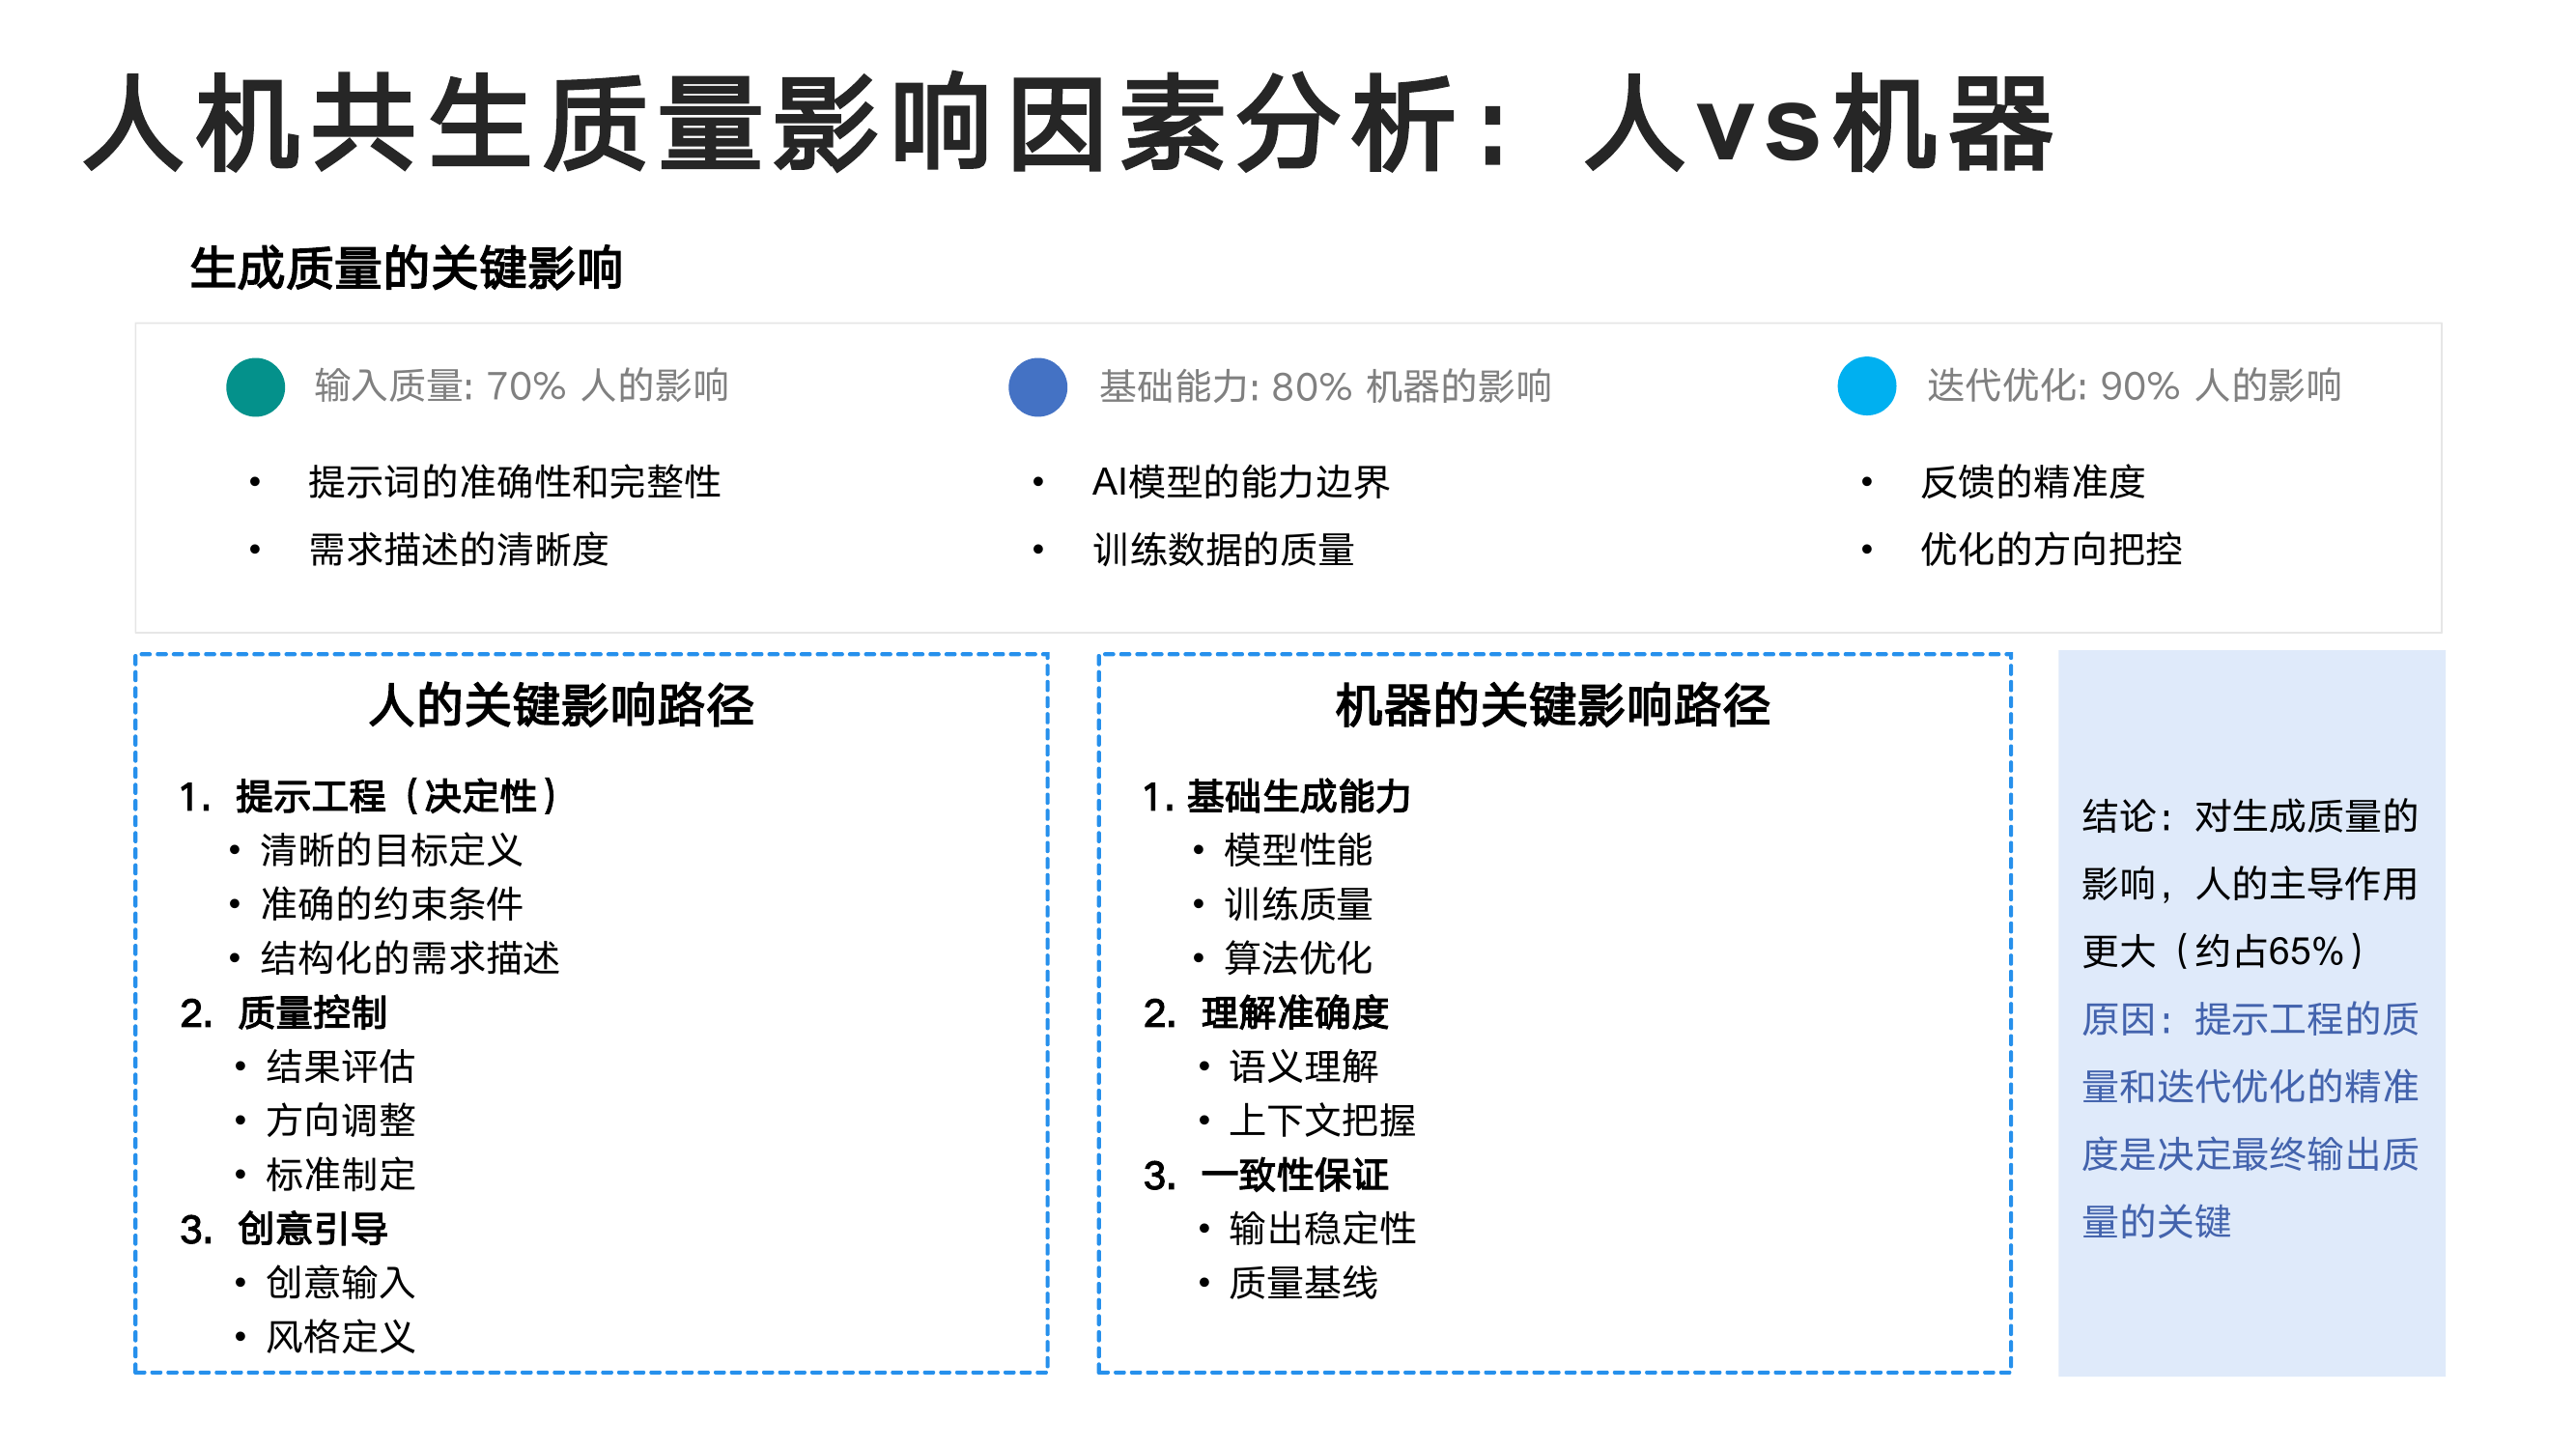 人机共生质量影响因素分析：人vs机器
生成质量的关键影响
输入质量: 70% 人的影响
• 提示词的准确性和完整性
• 需求描述的清晰度
基础能力: 80% 机器的影响
• AI模型的能力边界
• 训练数据的质量
迭代优化: 90% 人的影响
• 反馈的精准度
• 优化的方向把控
人的关键影响路径
1. 提示工程（决定性）
• 清晰的目标定义
• 准确的约束条件
• 结构化的需求描述
2. 质量控制
• 结果评估
• 方向调整
• 标准制定
3. 创意引导
• 创意输入
• 风格定义
机器的关键影响路径
1. 基础生成能力
• 模型性能
• 训练质量
• 算法优化
2. 理解准确度
• 语义理解
• 上下文把握
3. 一致性保证
• 输出稳定性
• 质量基线
结论：对生成质量的
影响，人的主导作用
更大（约占65%）
原因：提示工程的质
量和迭代优化的精准
度是决定最终输出质
量的关键